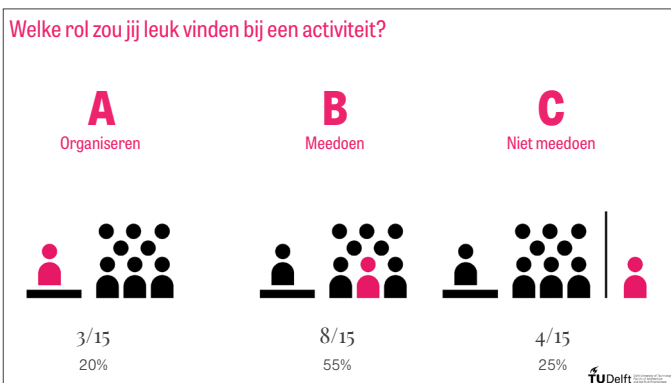 Welke rol zou jij leuk vinden bij een activiteit?
A
Organiseren
B
Meedoen
C
Niet meedoen
3/15
20%
8/15
55%
4/15
25%
TUDelft